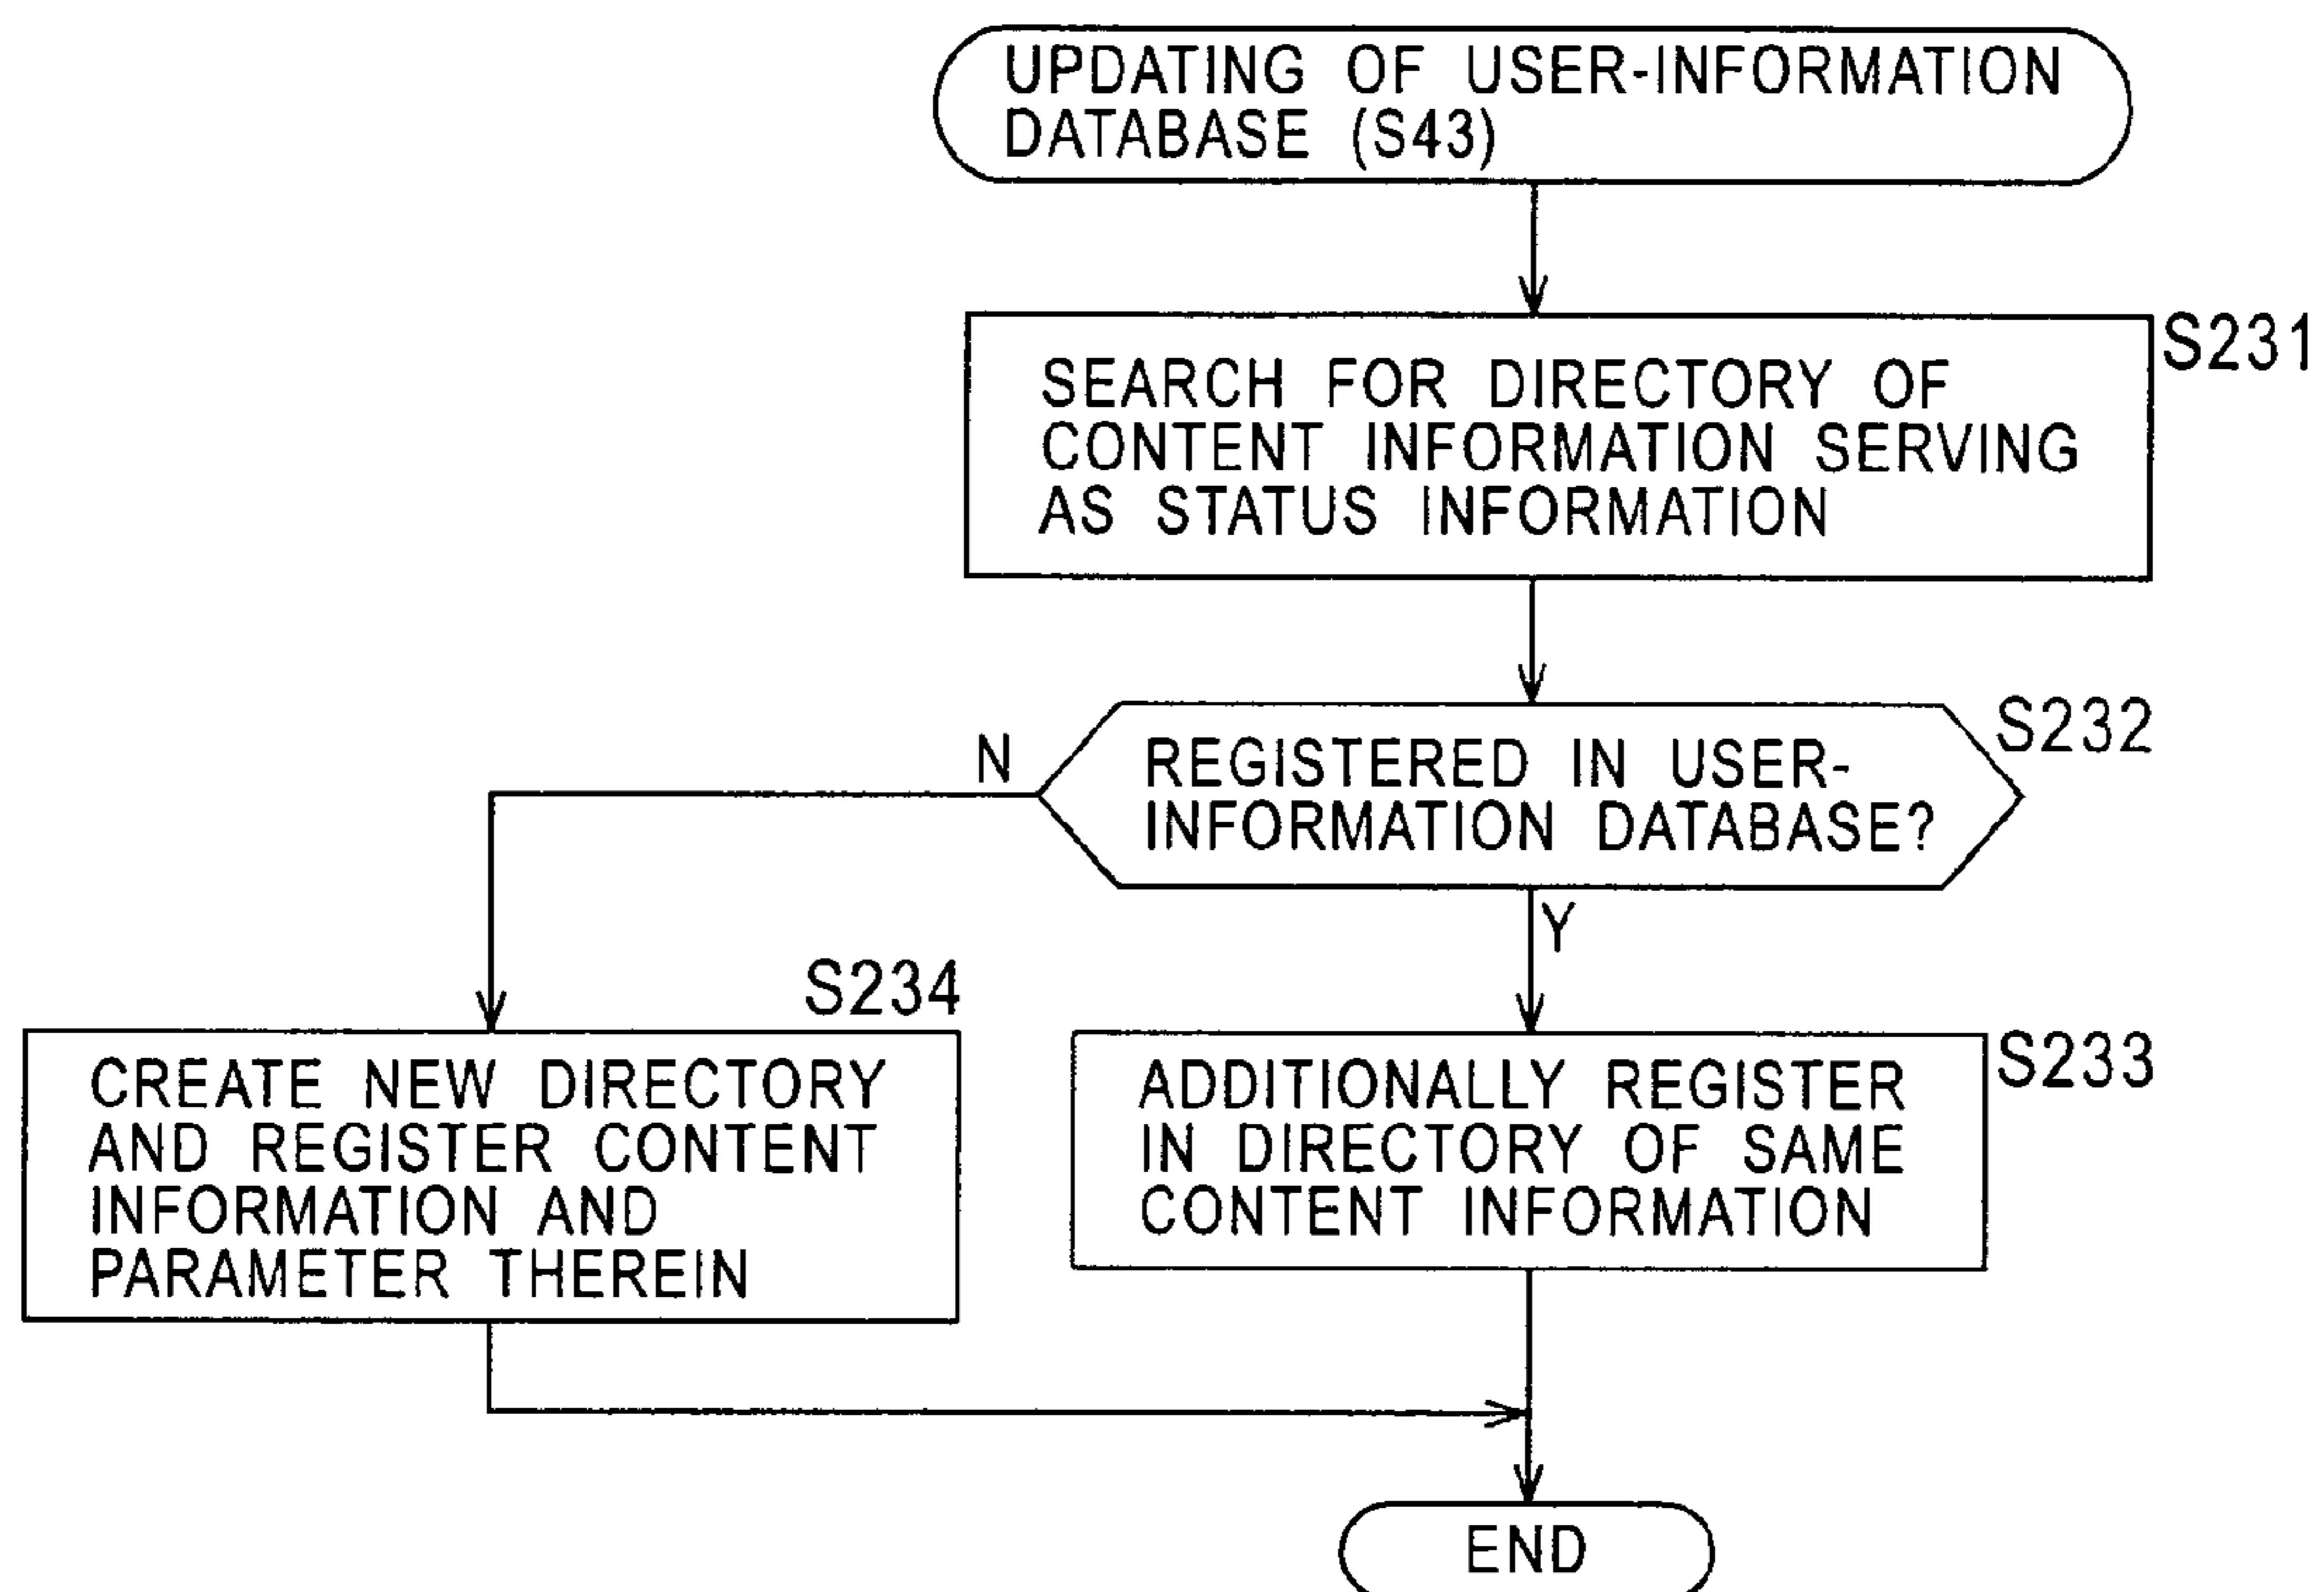 UPDATING OF USER-INFORMATION
DATABASE (S43)
S231
SEARCH FOR DIRECTORY OF
CONTENT INFORMATION SERVING
AS STATUS INFORMATION
S232
N
REGISTERED IN USER-
INFORMATION DATABASE?
Y
S234
CREATE NEW DIRECTORY
AND REGISTER CONTENT
INFORMATION AND
PARAMETER THEREIN
S233
ADDITIONALLY REGISTER
IN DIRECTORY OF SAME
CONTENT INFORMATION
END